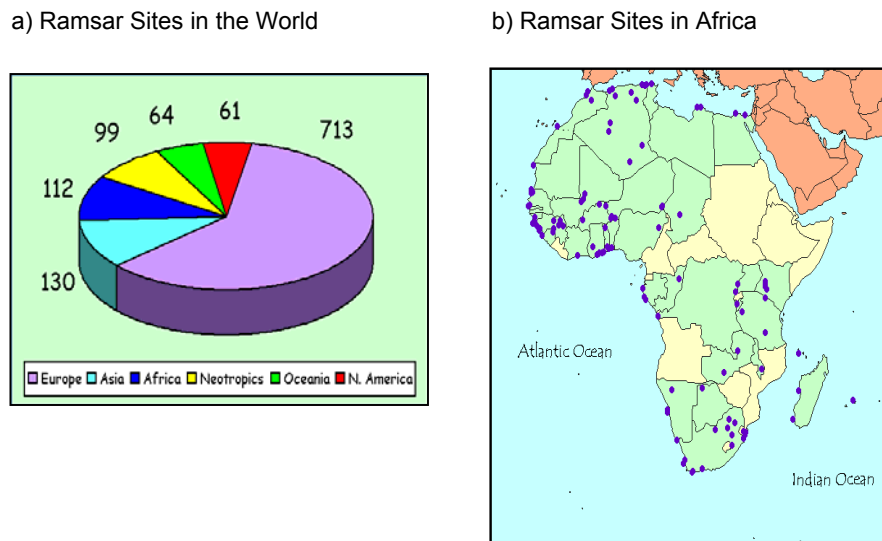 a) Ramsar Sites in the World
b) Ramsar Sites in Africa
61
64
713
99
112
130
Europe Asia Africa Neotropics Oceania N. America
Atlantic Ocean
Indian Ocean